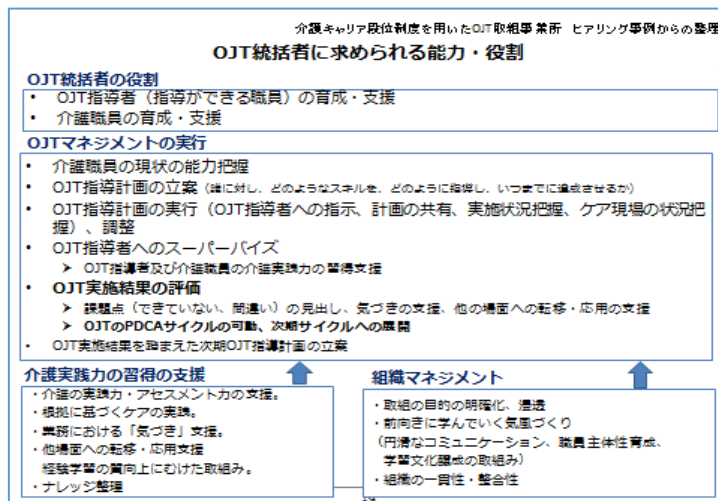 介護キャリア段位制度を用いたOJT取組事業所 ヒアリング事例からの整理
OJT統括者に求められる能力・役割
OJT統括者の役割
• OJT指導者（指導ができる職員）の育成・支援
• 介護職員の育成・支援
OJTマネジメントの実行
• 介護職員の現状の能力把握
• OJT指導計画の立案（誰に対し、どのようなスキルを、どのように指導し、いつまでに達成させるか）
• OJT指導計画の実行（OJT指導者への指示、計画の共有、実施状況把握、ケア現場の状況把
握）、調整
• OJT指導者へのスーパーバイズ
➢ OJT指導者及び介護職員の介護実践力の習得支援
• OJT実施結果の評価
➢ 課題点（できていない、間違い）の見出し、気づきの支援、他の場面への転移・応用の支援
➢ OJTのPDCAサイクルの可動、次期サイクルへの展開
• OJT実施結果を踏まえた次期OJT指導計画の立案
介護実践力の習得の支援
・介護の実践力・アセスメント力の支援。
・根拠に基づくケアの実践。
・業務における「気づき」支援。
・他場面への転移・応用支援
経験学習の質向上にむけた取組み。
・ナレッジ整理
組織マネジメント
・取組の目的の明確化、浸透
・前向きに学んでいく気風づくり
（円滑なコミュニケーション、職員主体性育成、
学習文化醸成の取組み）
・組織の一貫性・整合性